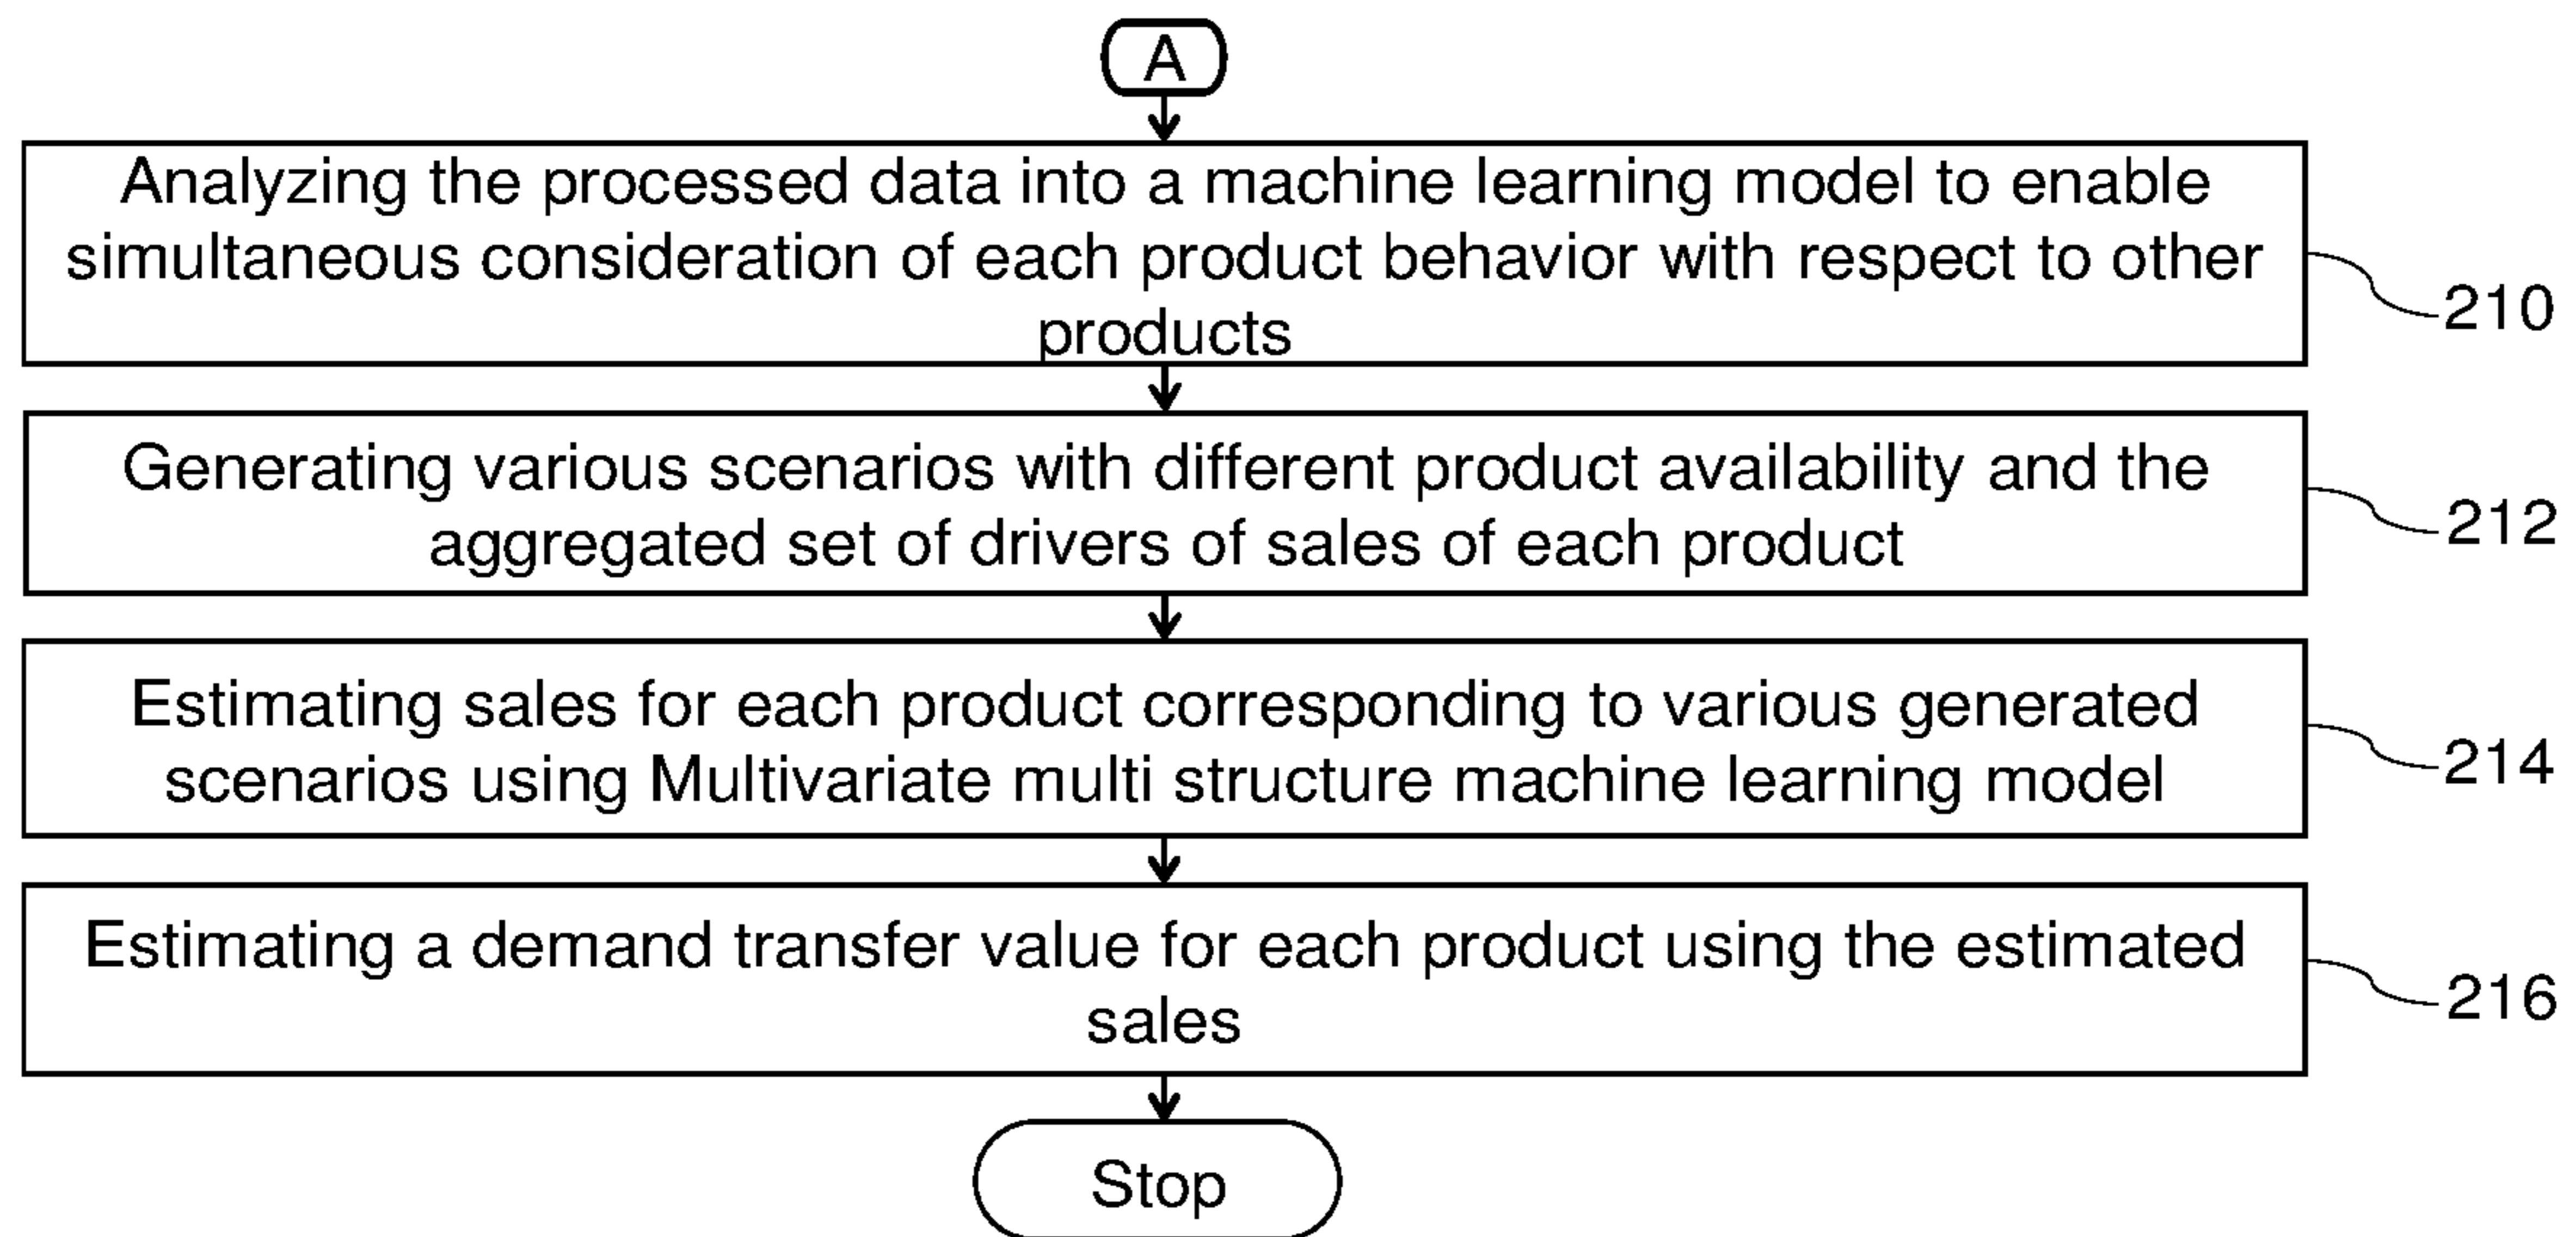 A
Analyzing the processed data into a machine learning model to enable
simultaneous consideration of each product behavior with respect to other
products
210
Generating various scenarios with different product availability and the
aggregated set of drivers of sales of each product
212
Estimating sales for each product corresponding to various generated
scenarios using Multivariate multi structure machine learning model
214
Estimating a demand transfer value for each product using the estimated
sales
216
Stop